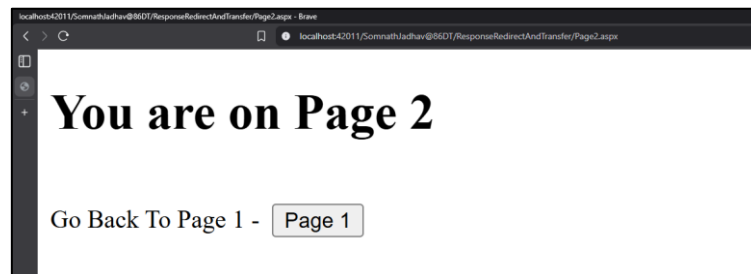 localhost:42011/SomnathJadhav@86DT/ResponseRedirectAndTransfer/Page2.aspx - Brave
localhost:42011/SomnathJadhav@86DT/ResponseRedirectAndTransfer/Page2.aspx
You are on Page 2
Go Back To Page 1 - Page 1